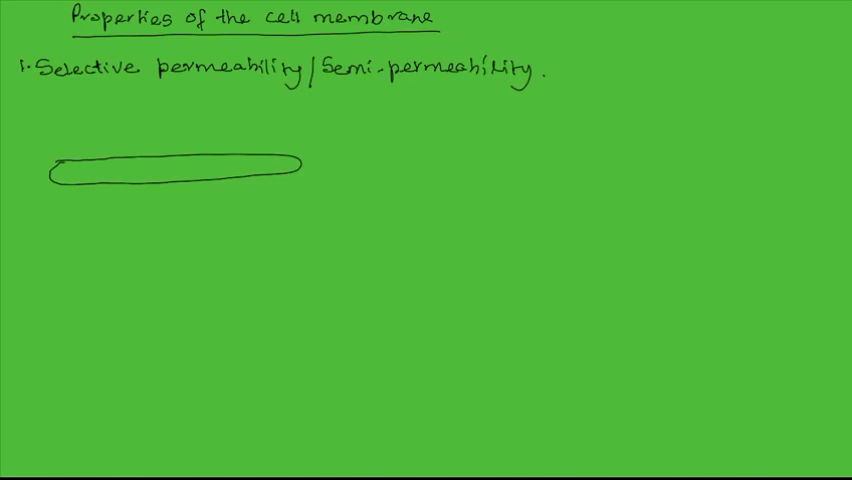 Properties of the cell membrane
1. Selective permeability/Semi-permeability.